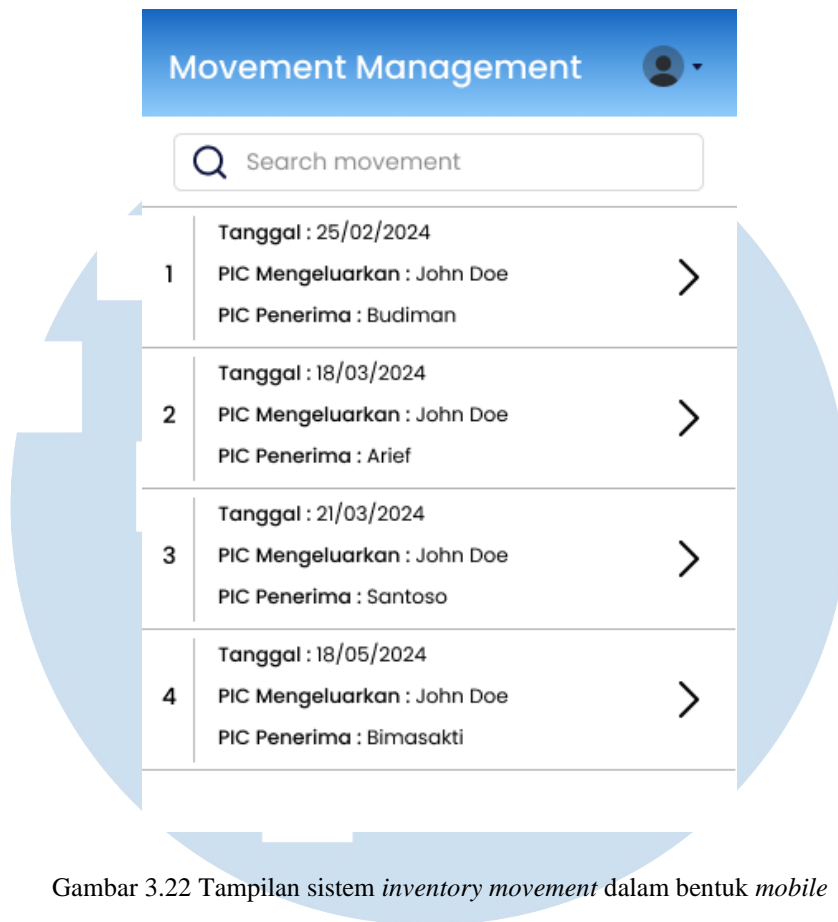 Movement Management
Search movement
Tanggal : 25/02/2024
1 PIC Mengeluarkan : John Doe
PIC Penerima : Budiman
Tanggal : 18/03/2024
2 PIC Mengeluarkan : John Doe
PIC Penerima : Arief
Tanggal : 21/03/2024
3 PIC Mengeluarkan : John Doe
PIC Penerima : Santoso
Tanggal : 18/05/2024
4 PIC Mengeluarkan : John Doe
PIC Penerima : Bimasakti
Gambar 3.22 Tampilan sistem inventory movement dalam bentuk mobile